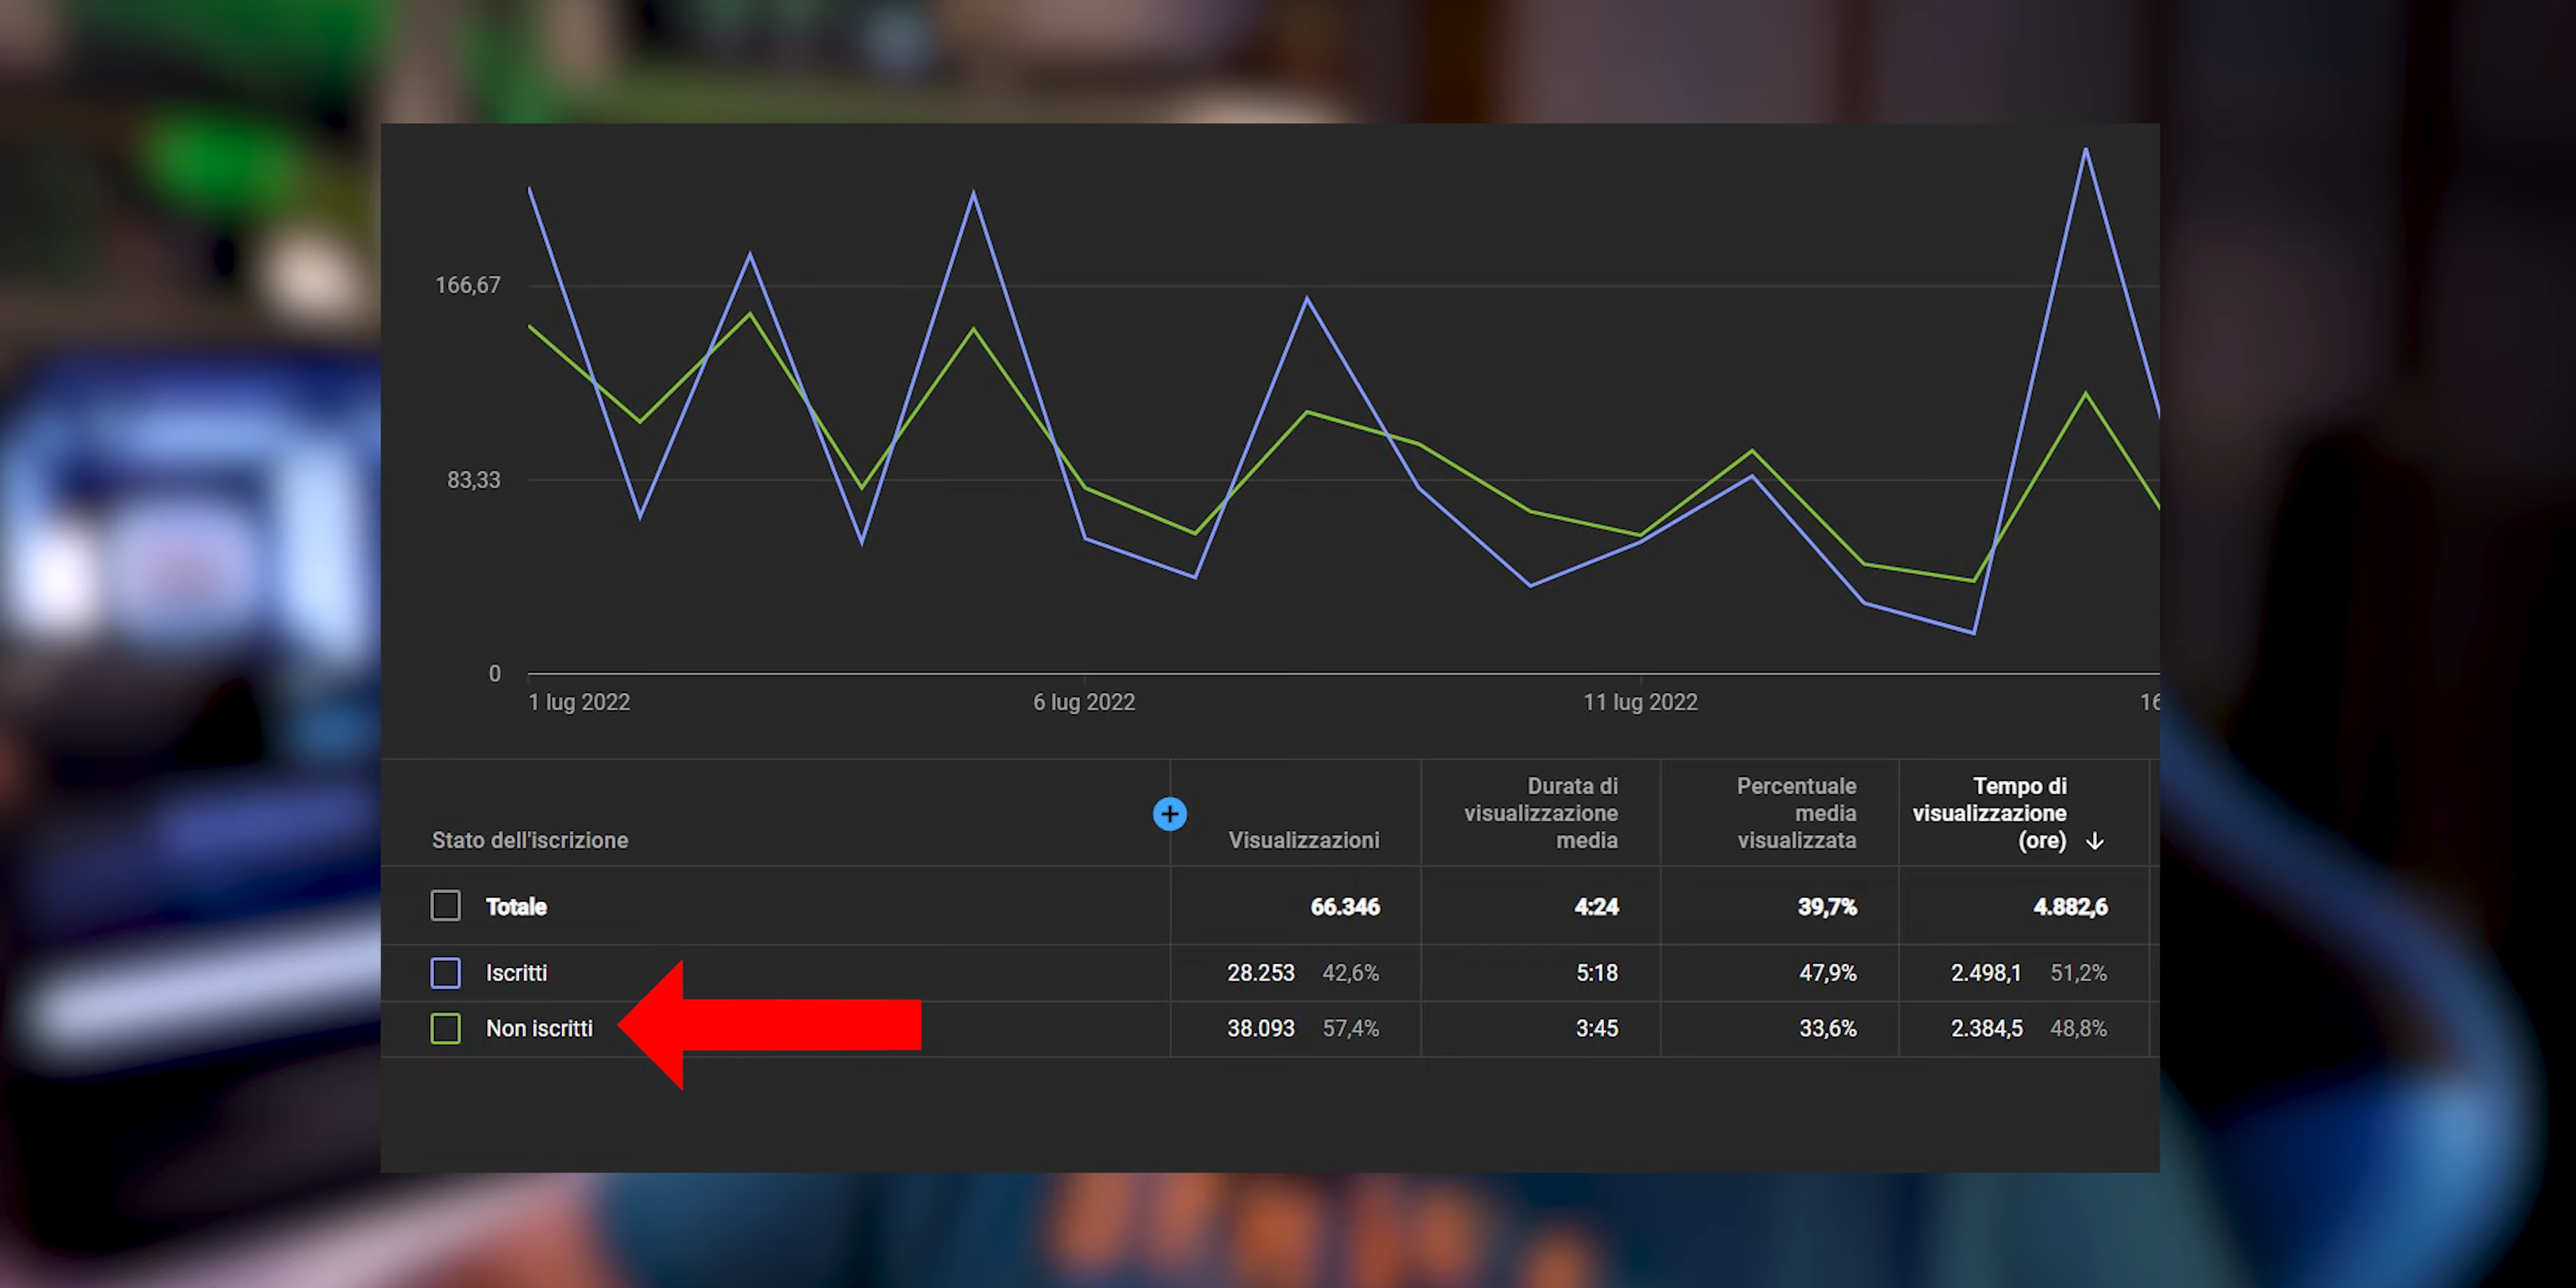 166,67
83,33
0
1 lug 2022 6 lug 2022 11 lug 2022 16
Stato dell'iscrizione
Visualizzazioni
Durata di
visualizzazione
media
Percentuale
media
visualizzata
Tempo di
visualizzazione
(ore)
Totale 66.346 4:24 39,7% 4.882,6
Iscritti 28.253 42,6% 5:18 47,9% 2.498,1 51,2%
Non iscritti 38.093 57,4% 3:45 33,6% 2.384,5 48,8%